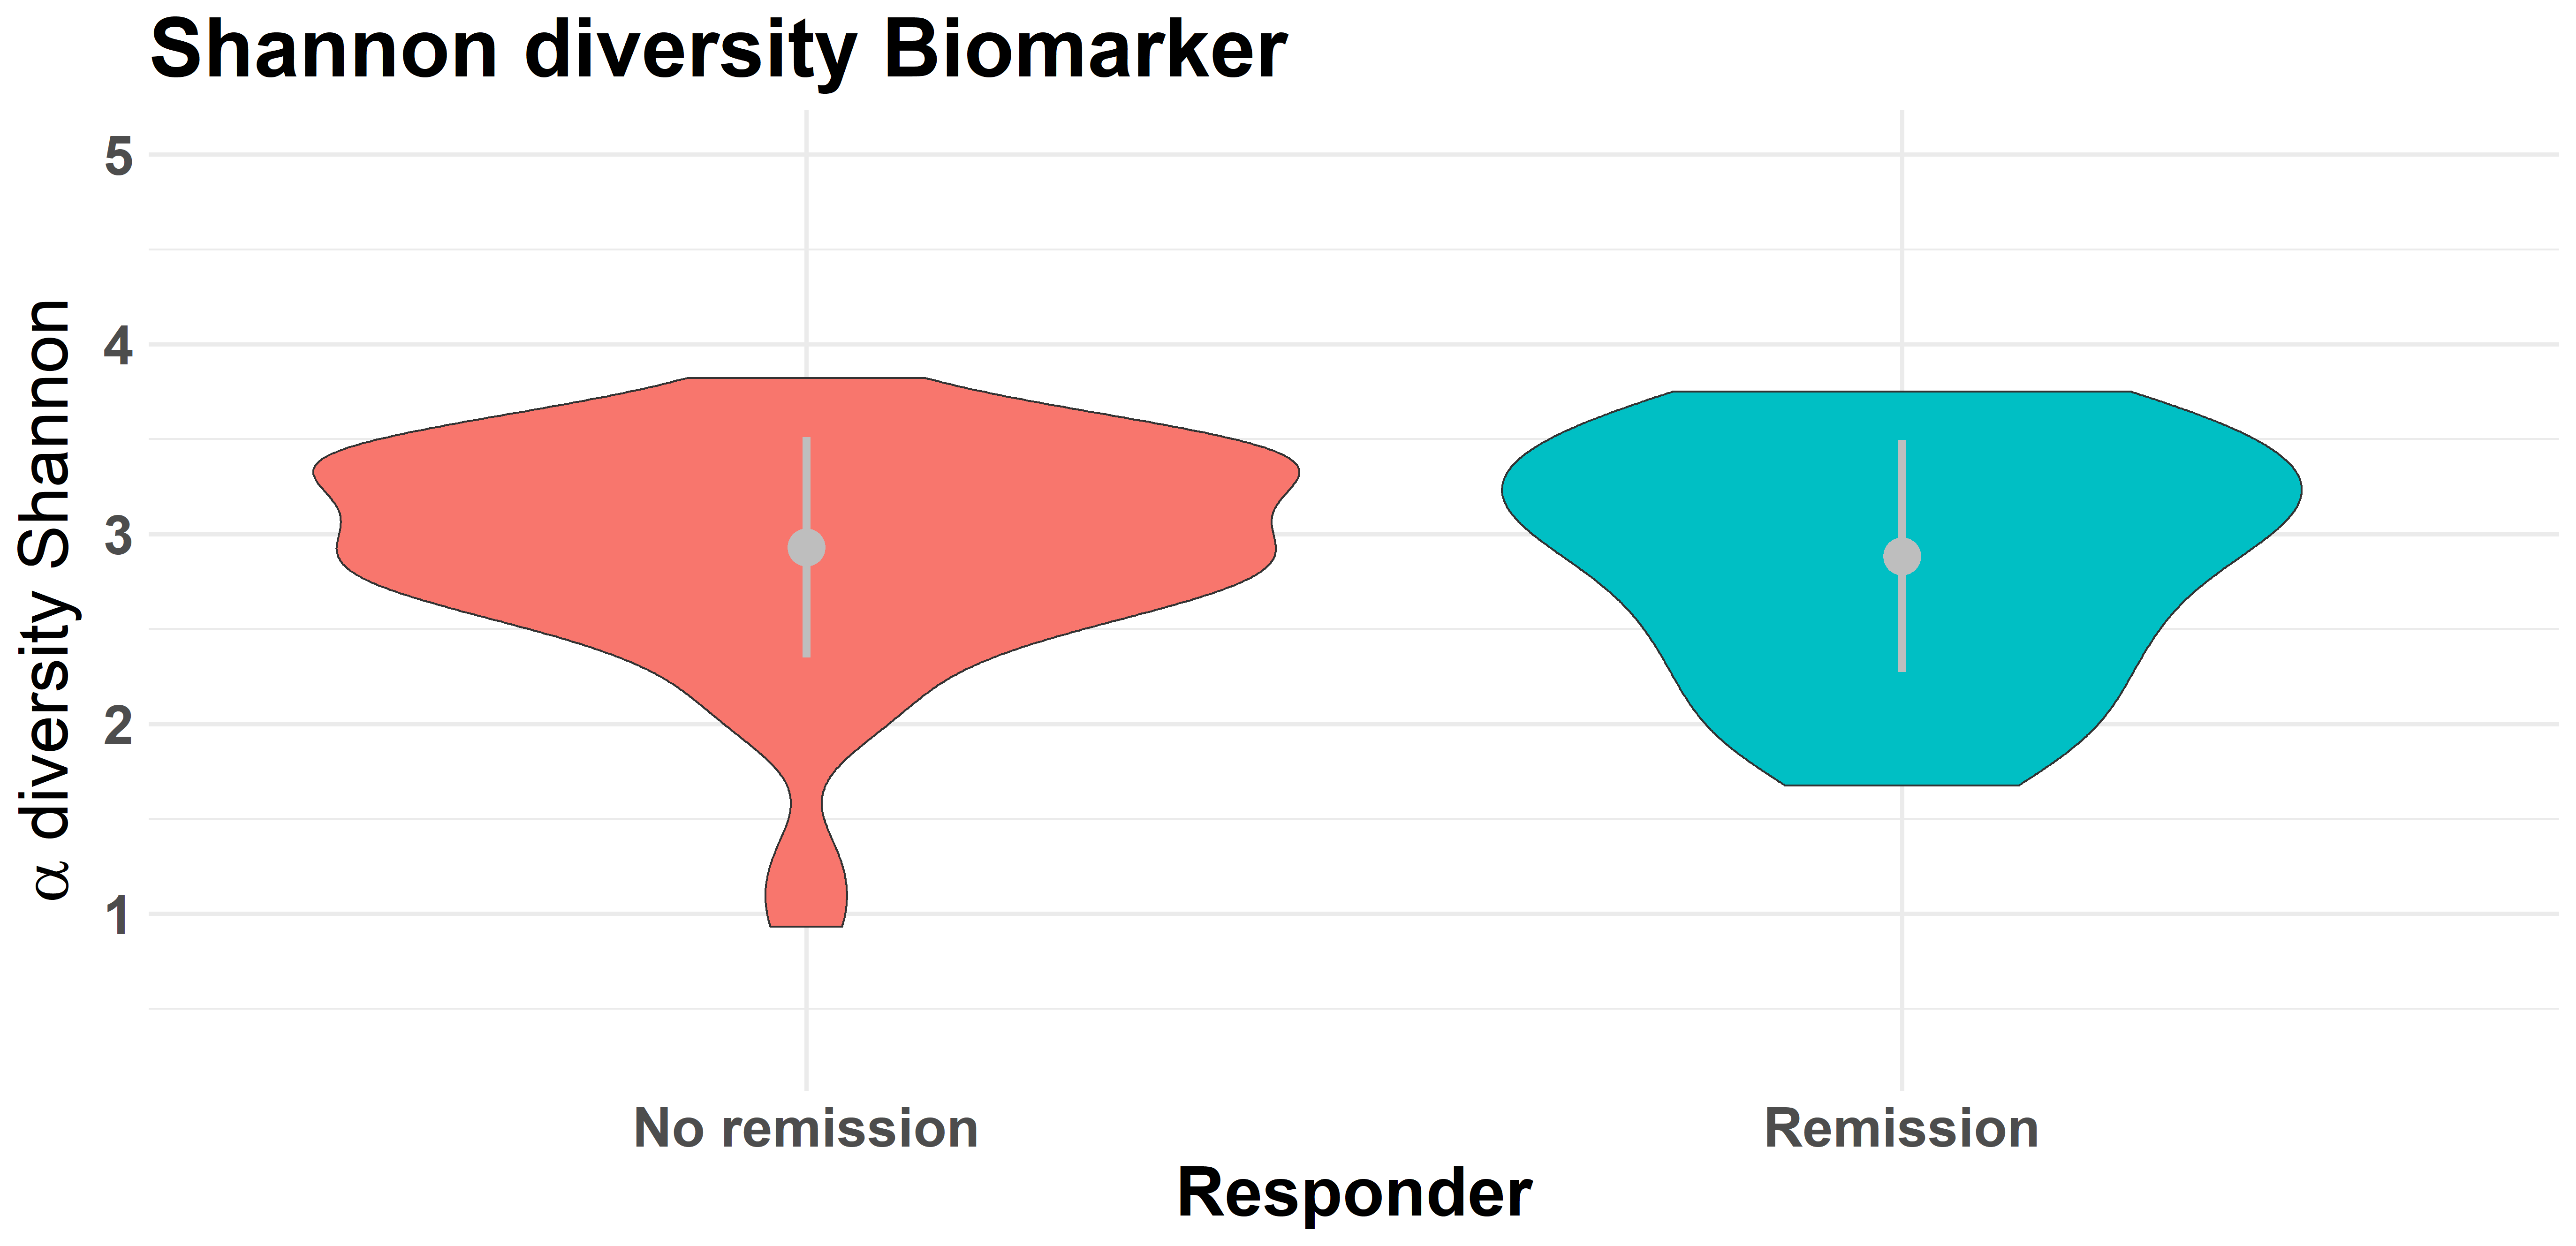 Shannon diversity Biomarker
α diversity Shannon
5
4
3
2
1
No remission
Remission
Responder